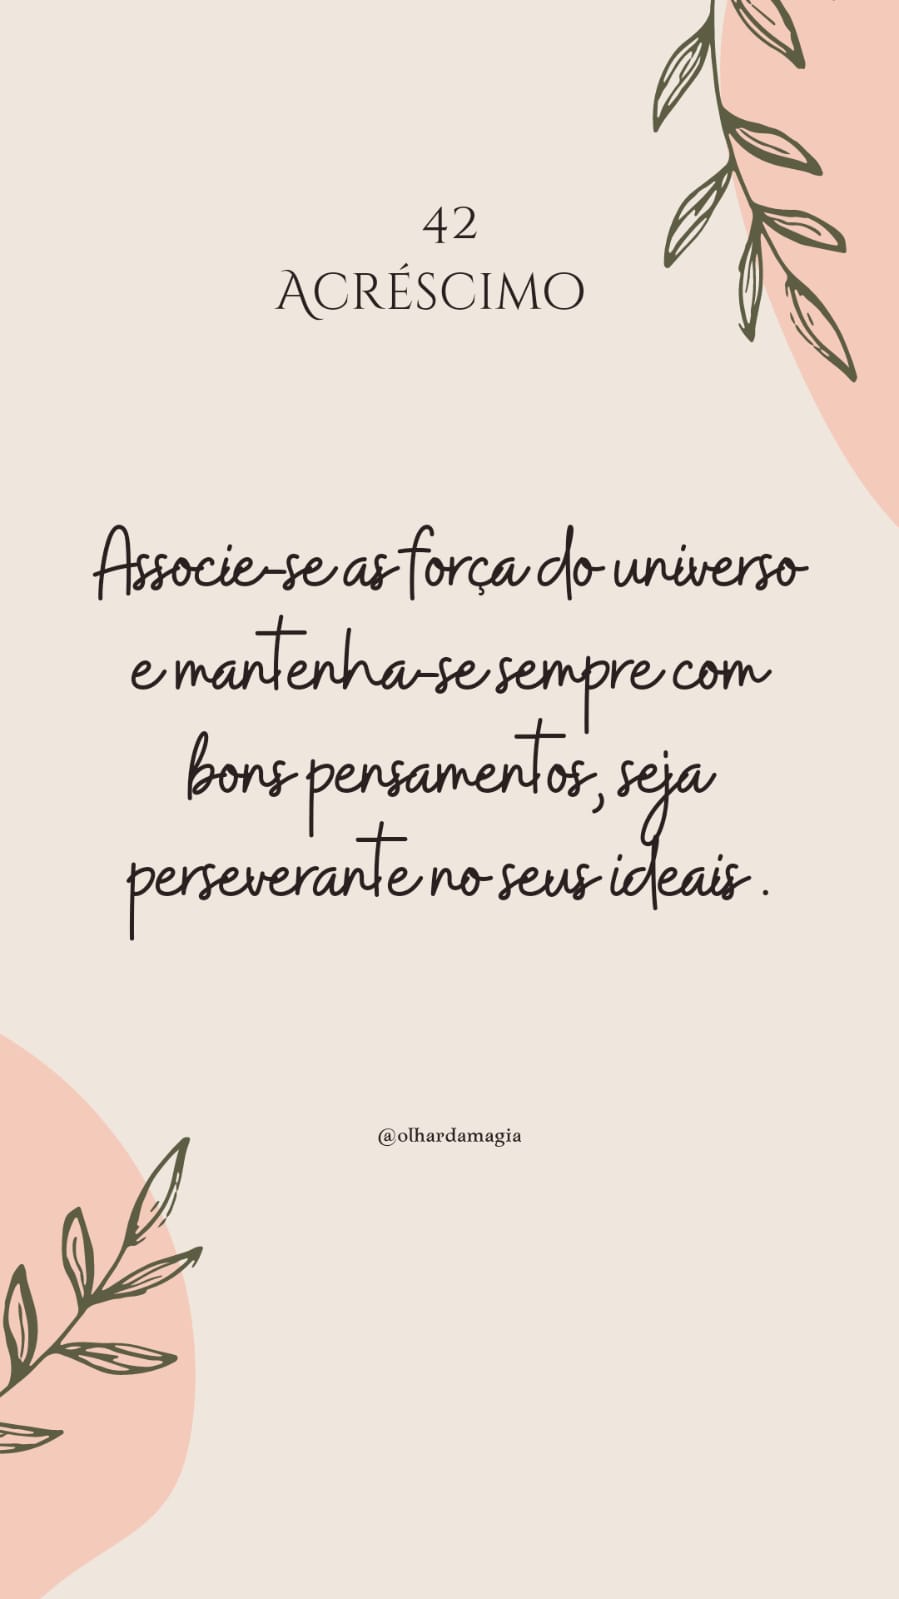 42
Acréscimo
Associe-se as força do universo
e mantenha-se sempre com
bons pensamentos, seja
perseverante no seus ideais .
@olhardamagia